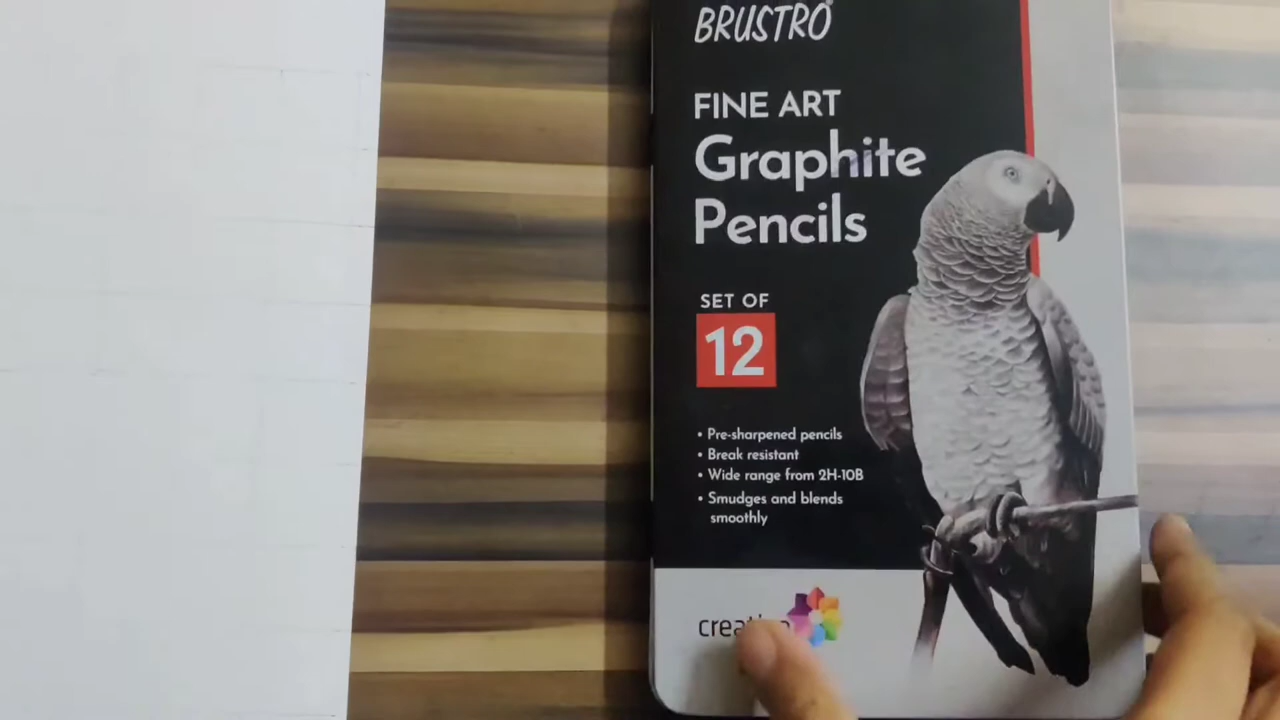 BRUSTRO
FINE ART
Graphite
Pencils
SET OF
12
• Pre-sharpened pencils
• Break resistant
• Wide range from 2H-10B
• Smudges and blends
smoothly